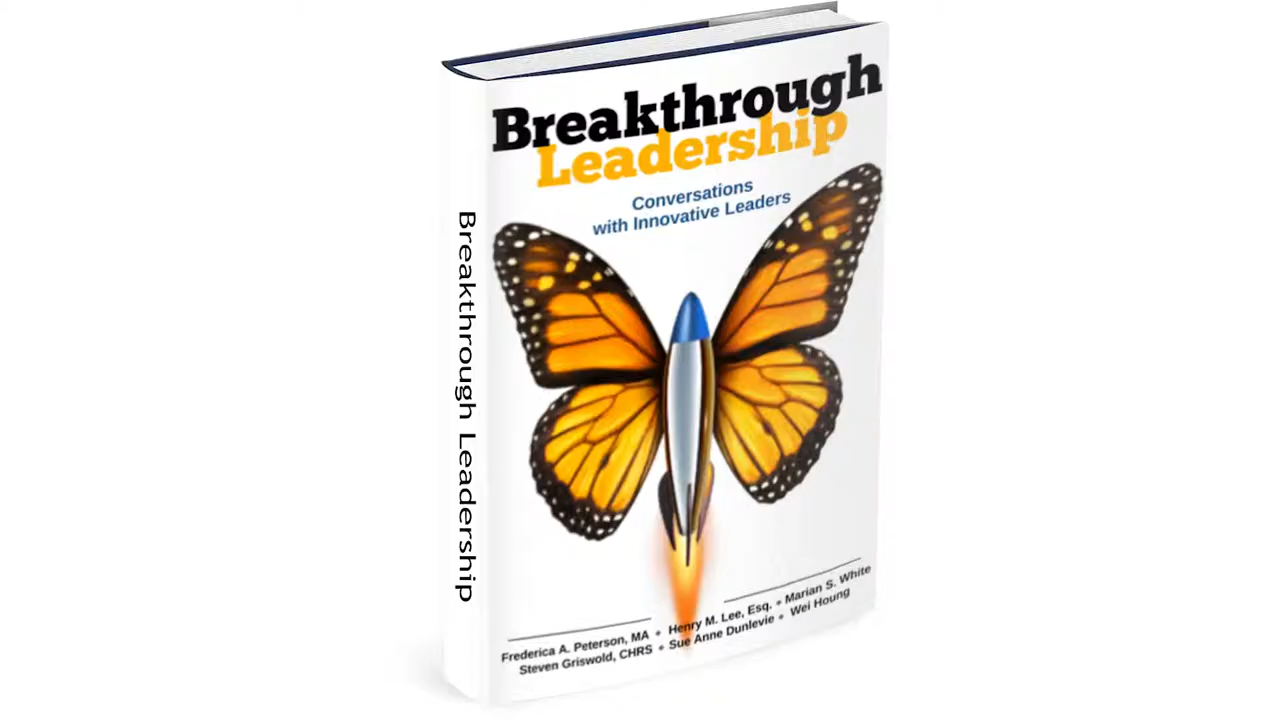 Breakthrough
Leadership
Conversations
with Innovative Leaders
Breakthrough Leadership
Frederica A. Peterson, MA • Henry M. Lee, Esq. • Marian S. White
Steven Griswold, CHRS • Sue Anne Dunlevie • Wei Houng